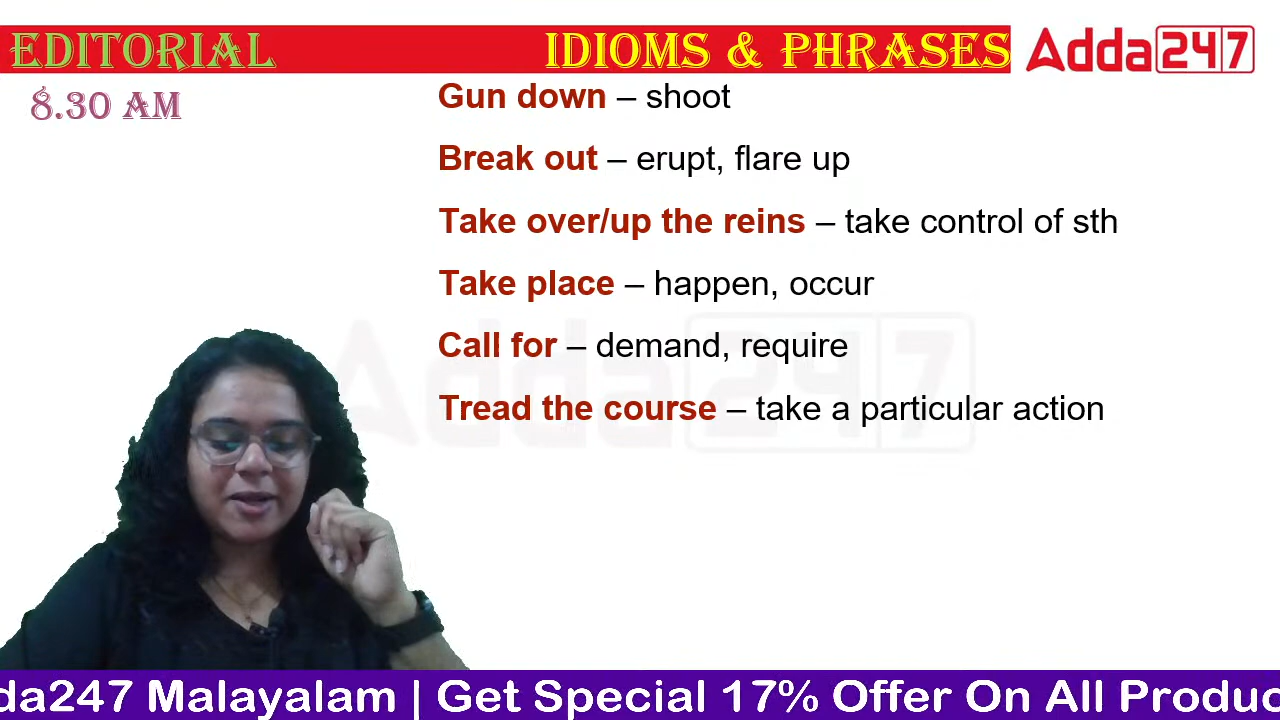 EDITORIAL
IDIOMS & PHRASES
Adda247
8.30 AM
Gun down – shoot
Break out – erupt, flare up
Take over/up the reins – take control of sth
Take place – happen, occur
Call for – demand, require
Tread the course – take a particular action
Adda247
da247 Malayalam | Get Special 17% Offer On All Produc